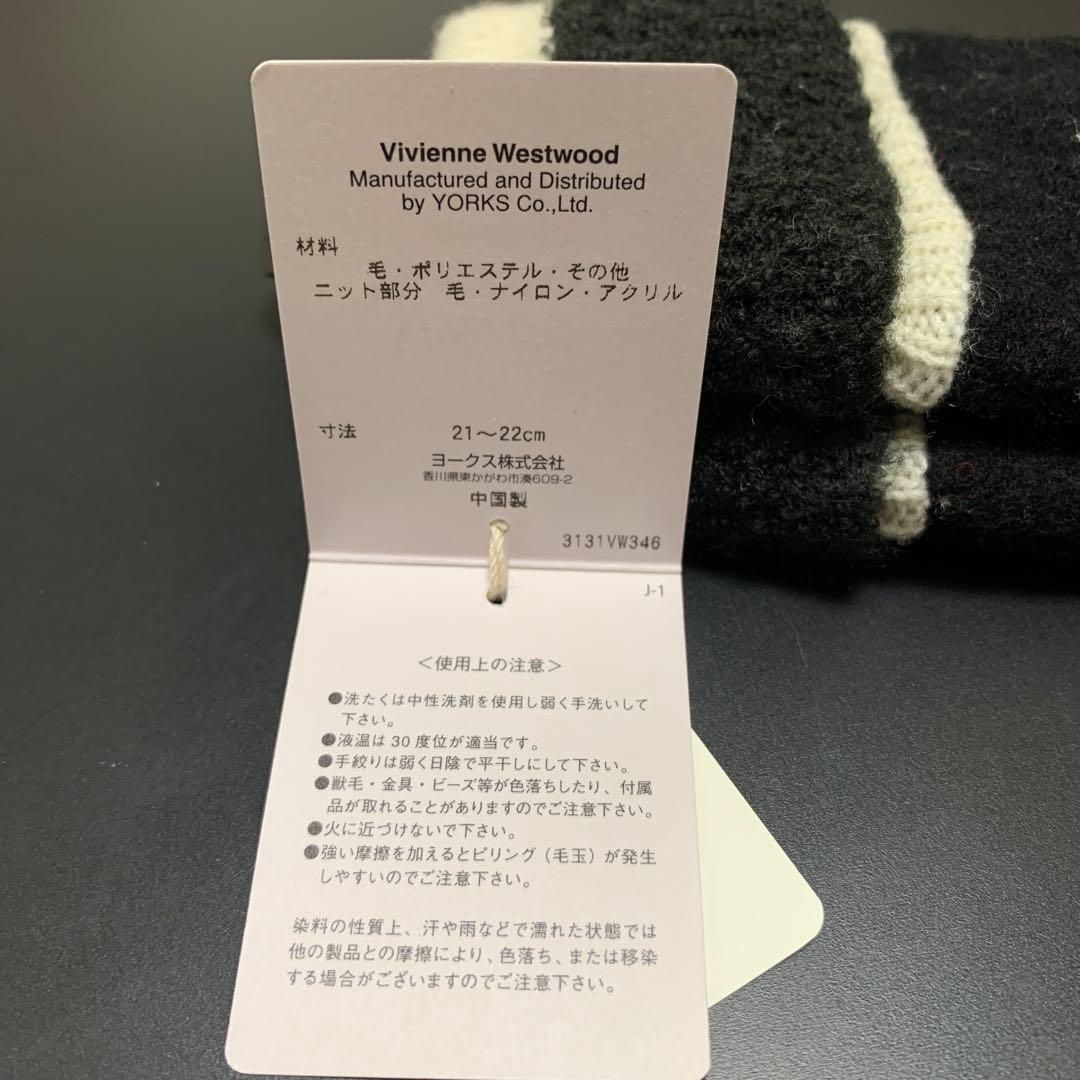 Vivienne Westwood
Manufactured and Distributed
by YORKS Co.,Ltd.
材料
毛・ポリエステル・その他
ニット部分 毛・ナイロン・アクリル
寸法 21〜22cm
ヨークス株式会社
香川県東かがわ市湊609-2
中国製
3131VW346
J-1
＜使用上の注意＞
●洗たくは中性洗剤を使用し弱く手洗いして
下さい。
●液温は30度位が適当です。
●手絞りは弱く日陰で平干しにして下さい。
●獣毛・金具・ビーズ等が色落ちしたり、付属
品が取れることがありますのでご注意下さい。
●火に近づけないで下さい。
●強い摩擦を加えるとピリング（毛玉）が発生
しやすいのでご注意下さい。
染料の性質上、汗や雨などで濡れた状態では
他の製品との摩擦により、色落ち、または移染
する場合がございますのでご注意下さい。